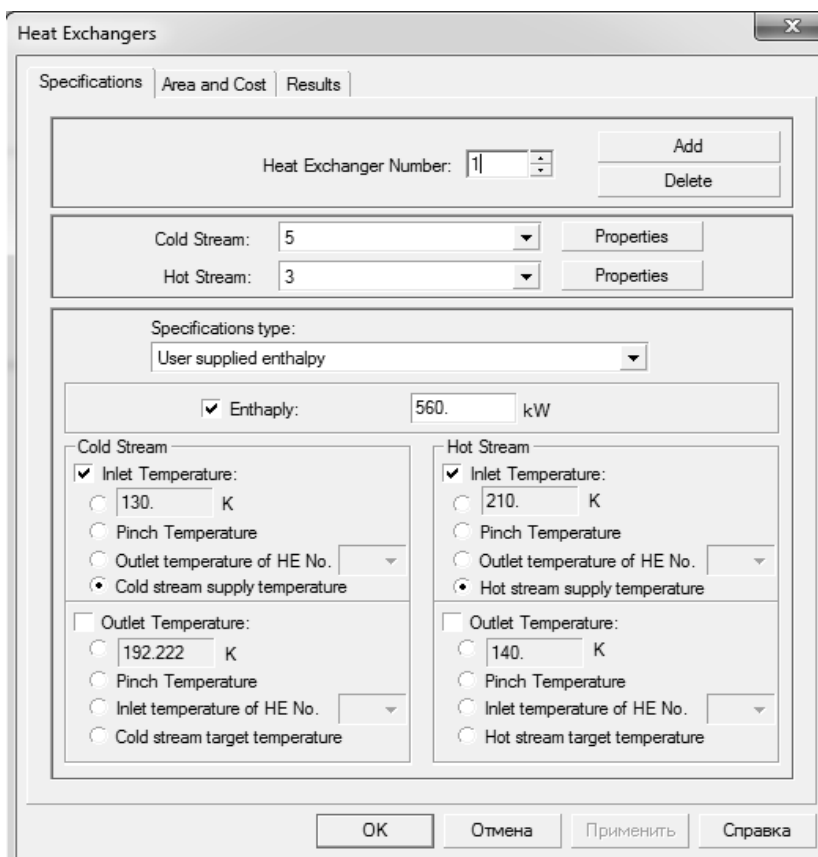 Heat Exchangers
Specifications Area and Cost Results
Heat Exchanger Number: 1 Add
Delete
Cold Stream: 5 Properties
Hot Stream: 3 Properties
Specifications type:
User supplied enthalpy
Enthaply: 560. kW
Cold Stream
Inlet Temperature:
130. K
Pinch Temperature
Outlet temperature of HE No.
Cold stream supply temperature
Outlet Temperature:
192.222 K
Pinch Temperature
Inlet temperature of HE No.
Cold stream target temperature
Hot Stream
Inlet Temperature:
210. K
Pinch Temperature
Outlet temperature of HE No.
Hot stream supply temperature
Outlet Temperature:
140. K
Pinch Temperature
Inlet temperature of HE No.
Hot stream target temperature
OK Отмена Применить Справка